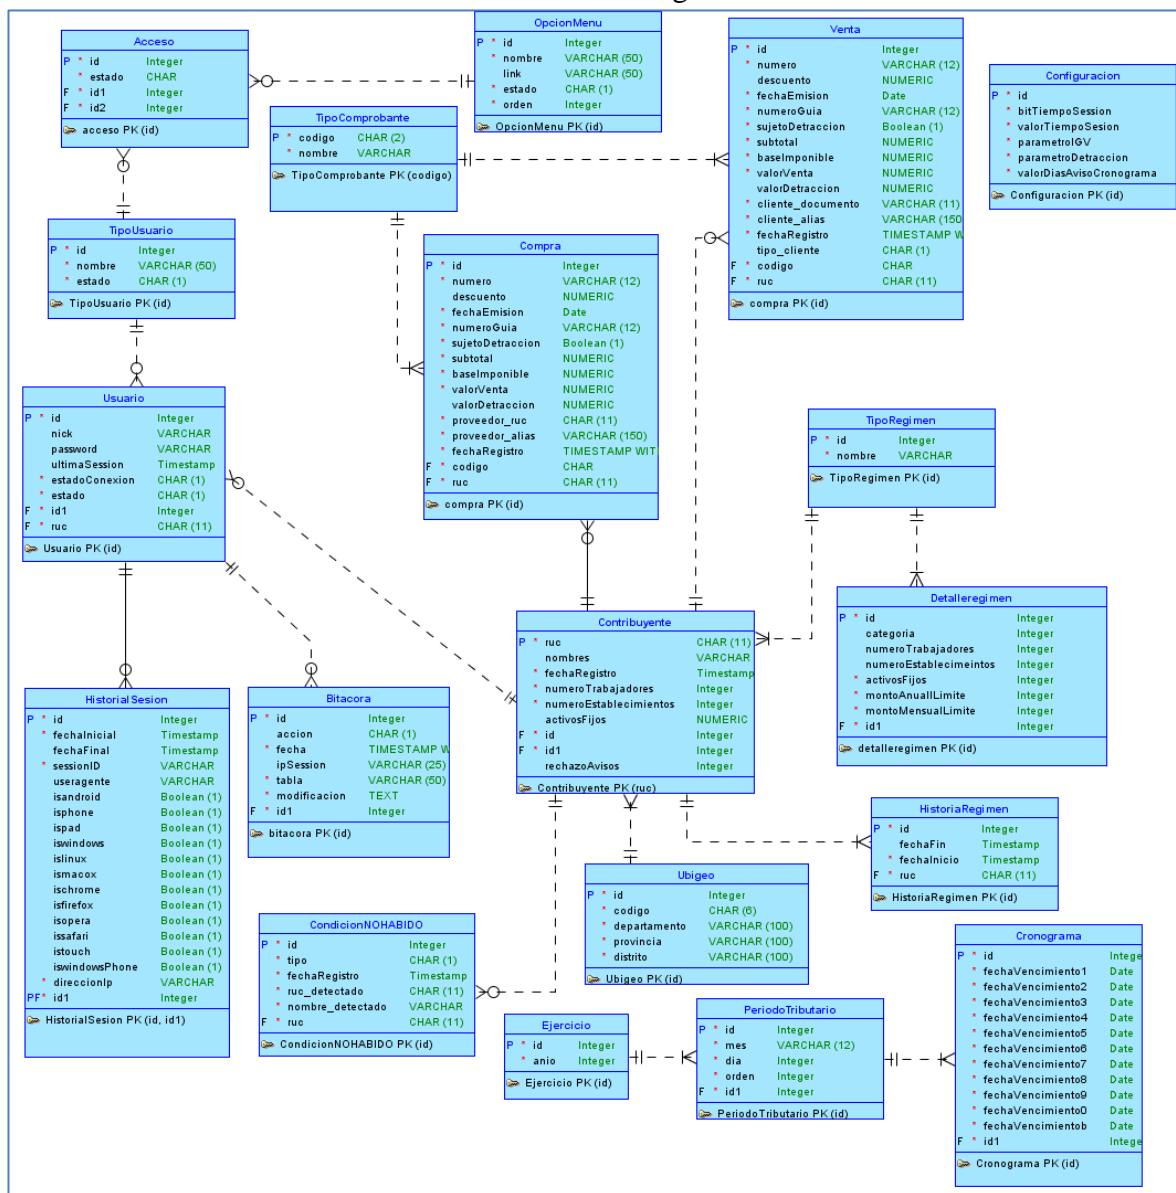 Acceso
P * id Integer
* estado CHAR
F * id1 Integer
F * id2 Integer
acceso PK (id)
OpcionMenu
P * id Integer
* nombre VARCHAR (50)
link VARCHAR (50)
* estado CHAR (1)
* orden Integer
OpcionMenu PK (id)
Venta
P * id Integer
* numero VARCHAR (12)
descuento NUMERIC
* fechaEmision Date
* numeroGuia VARCHAR (12)
* sujetoDetraccion Boolean (1)
* subtotal NUMERIC
* baseImponible NUMERIC
* valorVenta NUMERIC
valorDetraccion NUMERIC
* cliente_documento VARCHAR (11)
* cliente_alias VARCHAR (150
* fechaRegistro TIMESTAMP W
tipo_cliente CHAR (1)
F * codigo CHAR
F * ruc CHAR (11)
compra PK (id)
Configuracion
P * id
* bitTiempoSession
* valorTiempoSesion
* parametroIGV
* parametroDetraccion
* valorDiasAvisoCronograma
Configuracion PK (id)
TipoComprobante
P * codigo CHAR (2)
* nombre VARCHAR
TipoComprobante PK (codigo)
TipoUsuario
P * id Integer
* nombre VARCHAR (50)
* estado CHAR (1)
TipoUsuario PK (id)
Compra
P * id Integer
* numero VARCHAR (12)
descuento NUMERIC
* fechaEmision Date
* numeroGuia VARCHAR (12)
* sujetoDetraccion Boolean (1)
* subtotal NUMERIC
* baseImponible NUMERIC
* valorVenta NUMERIC
valorDetraccion NUMERIC
* proveedor_ruc CHAR (11)
* proveedor_alias VARCHAR (150)
* fechaRegistro TIMESTAMP WIT
F * codigo CHAR
F * ruc CHAR (11)
compra PK (id)
Usuario
P * id Integer
nick VARCHAR
password VARCHAR
ultimaSession Timestamp
* estadoConexion CHAR (1)
* estado CHAR (1)
F * id1 Integer
F * ruc CHAR (11)
Usuario PK (id)
TipoRegimen
P * id Integer
* nombre VARCHAR
TipoRegimen PK (id)
Detalleregimen
P * id Integer
categoria Integer
numeroTrabajadores Integer
numeroEstablecimeintos Integer
* activosFijos Integer
* montoAnuallLimite Integer
* montoMensualLimite Integer
F * id1 Integer
detalleregimen PK (id)
Contribuyente
P * ruc CHAR (11)
nombres VARCHAR
* fechaRegistro Timestamp
* numeroTrabajadores Integer
* numeroEstablecimientos Integer
activosFijos NUMERIC
F * id Integer
F * id1 Integer
rechazoAvisos Integer
Contribuyente PK (ruc)
HistorialSesion
P * id Integer
* fechaInicial Timestamp
fechaFinal Timestamp
* sessionID VARCHAR
useragente VARCHAR
isandroid Boolean (1)
isphone Boolean (1)
ispad Boolean (1)
iswindows Boolean (1)
islinux Boolean (1)
ismacox Boolean (1)
ischrome Boolean (1)
isfirefox Boolean (1)
isopera Boolean (1)
issafari Boolean (1)
istouch Boolean (1)
iswindowsPhone Boolean (1)
* direccionIp VARCHAR
PF * id1 Integer
HistorialSesion PK (id, id1)
Bitacora
P * id Integer
accion CHAR (1)
* fecha TIMESTAMP W
ipSession VARCHAR (25)
* tabla VARCHAR (50)
* modificacion TEXT
F * id1 Integer
bitacora PK (id)
HistoriaRegimen
P * id Integer
fechaFin Timestamp
* fechaInicio Timestamp
F * ruc CHAR (11)
HistoriaRegimen PK (id)
Ubigeo
P * id Integer
* codigo CHAR (6)
* departamento VARCHAR (100)
* provincia VARCHAR (100)
* distrito VARCHAR (100)
Ubigeo PK (id)
CondicionNOHABIDO
P * id Integer
* tipo CHAR (1)
* fechaRegistro Timestamp
* ruc_detectado CHAR (11)
* nombre_detectado VARCHAR
F * ruc CHAR (11)
CondicionNOHABIDO PK (id)
Ejercicio
P * id Integer
* anio Integer
Ejercicio PK (id)
PeriodoTributario
P * id Integer
* mes VARCHAR (12)
* dia Integer
* orden Integer
F * id1 Integer
PeriodoTributario PK (id)
Cronograma
P * id Intege
* fechaVencimiento1 Date
* fechaVencimiento2 Date
* fechaVencimiento3 Date
* fechaVencimiento4 Date
* fechaVencimiento5 Date
* fechaVencimiento6 Date
* fechaVencimiento7 Date
* fechaVencimiento8 Date
* fechaVencimiento9 Date
* fechaVencimiento0 Date
* fechaVencimientob Date
F * id1 Intege
Cronograma PK (id)